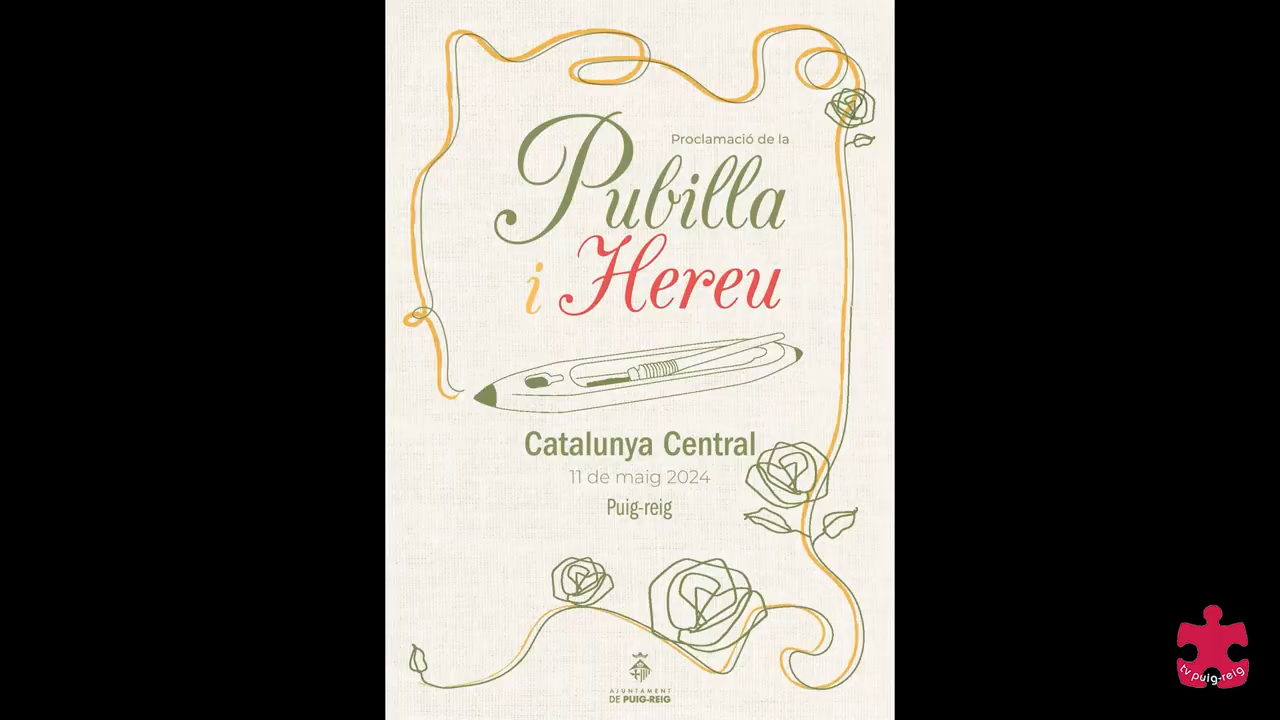 Proclamació de la
Pubilla
i Hereu
Catalunya Central
11 de maig 2024
Puig-reig
AJUNTAMENT
DE PUIG-REIG
tv puig-reig